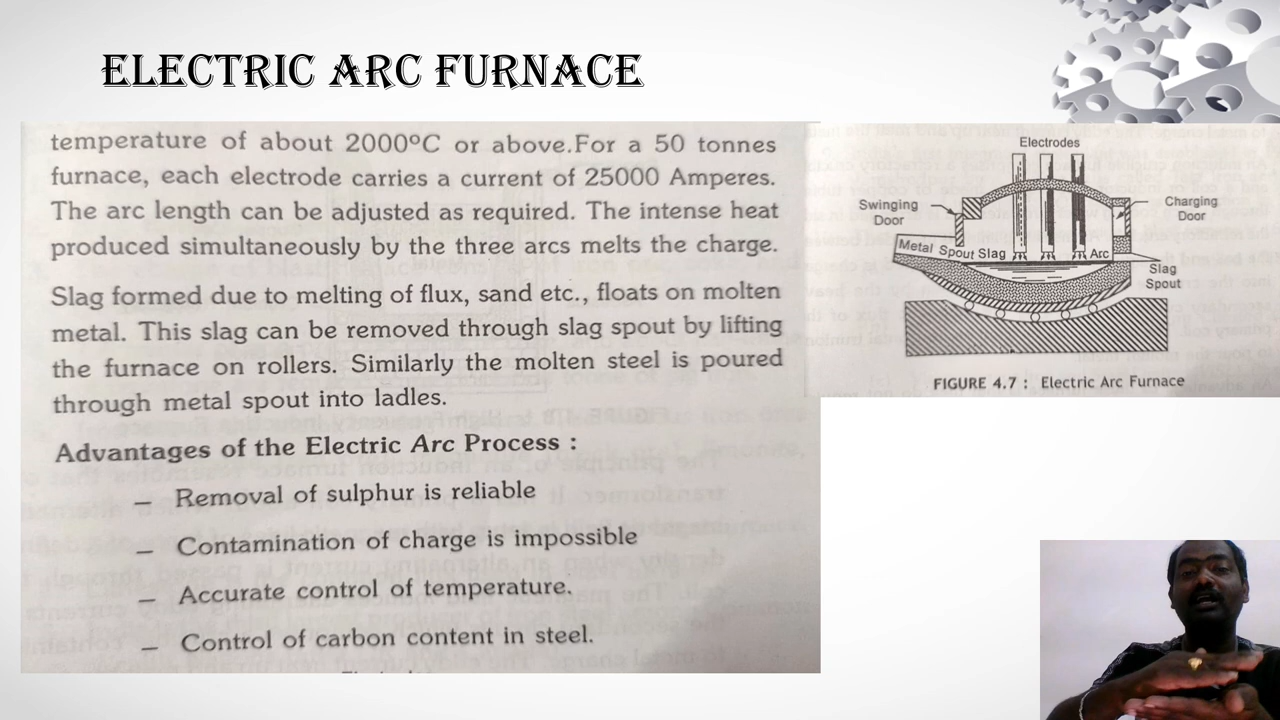 ELECTRIC ARC FURNACE
temperature of about 2000ºC or above.For a 50 tonnes
furnace, each electrode carries a current of 25000 Amperes.
The arc length can be adjusted as required. The intense heat
produced simultaneously by the three arcs melts the charge.
Slag formed due to melting of flux, sand etc., floats on molten
metal. This slag can be removed through slag spout by lifting
the furnace on rollers. Similarly the molten steel is poured
through metal spout into ladles.
Advantages of the Electric Arc Process :
– Removal of sulphur is reliable
– Contamination of charge is impossible
– Accurate control of temperature.
– Control of carbon content in steel.
Electrodes
Swinging
Door
Charging
Door
Metal Spout Slag
Arc
Slag
Spout
FIGURE 4.7 : Electric Arc Furnace